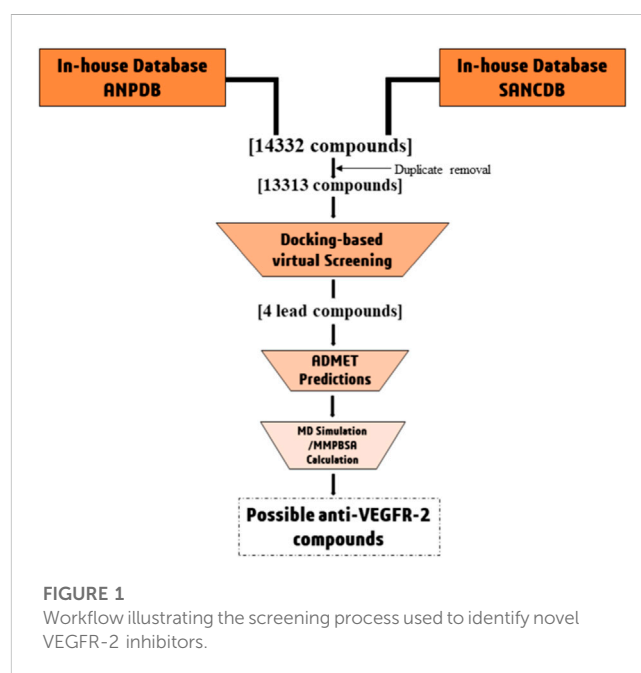 In-house Database
ANPDB
In-house Database
SANCDB
[14332 compounds]
Duplicate removal
[13313 compounds]
Docking-based
virtual Screening
[4 lead compounds]
ADMET
Predictions
MD Simulation
/MMPBSA
Calculation
Possible anti-VEGFR-2
compounds
FIGURE 1
Workflow illustrating the screening process used to identify novel
VEGFR-2 inhibitors.